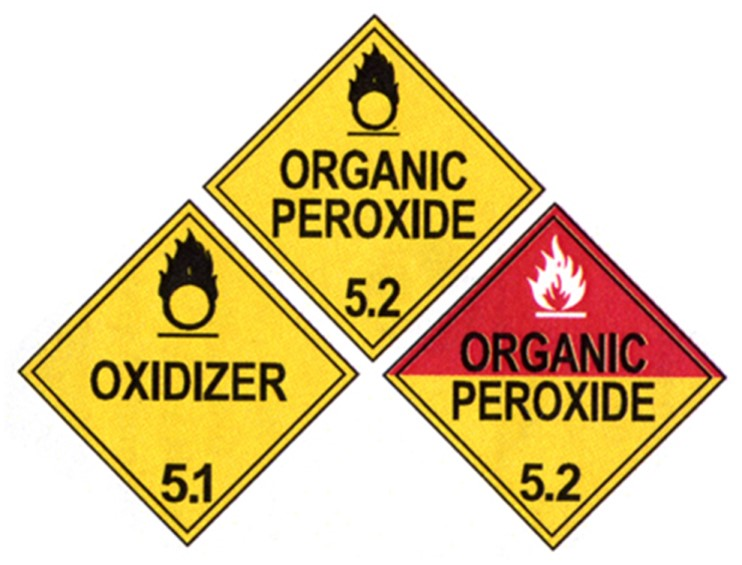 ORGANIC
PEROXIDE
5.2
OXIDIZER
5.1
ORGANIC
PEROXIDE
5.2